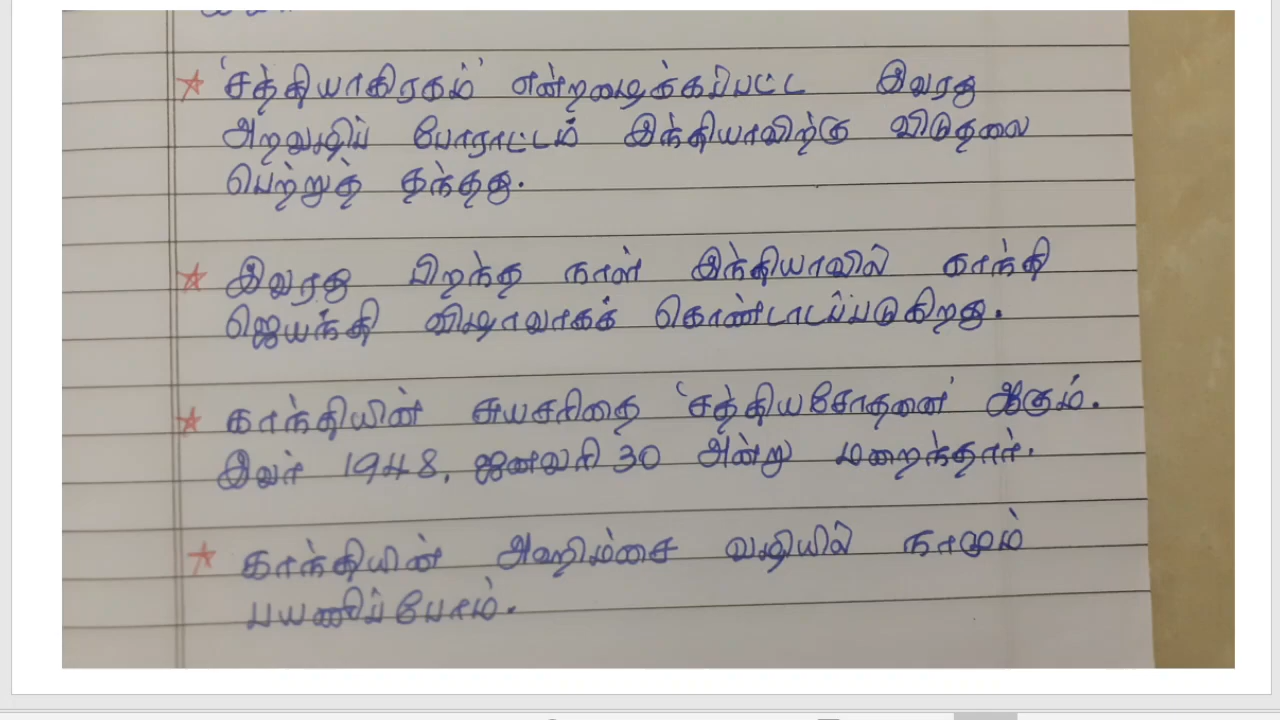 ★ 'சத்தியாகிரகம்' என்றழைக்கப்பட்ட இவரது
அறவழிப் போராட்டம் இந்தியாவிற்கு விடுதலை
பெற்றுத் தந்தது.
★ இவரது பிறந்த நாள் இந்தியாவில் காந்தி
ஜெயந்தி விழாவாகக் கொண்டாடப்படுகிறது.
★ காந்தியின் சுயசரிதை 'சத்தியசோதனை' ஆகும்.
இவர் 1948, ஜனவரி 30 அன்று மறைந்தார்.
★ காந்தியின் அஹிம்சை வழியில் நாமும்
பயணிப்போம்.